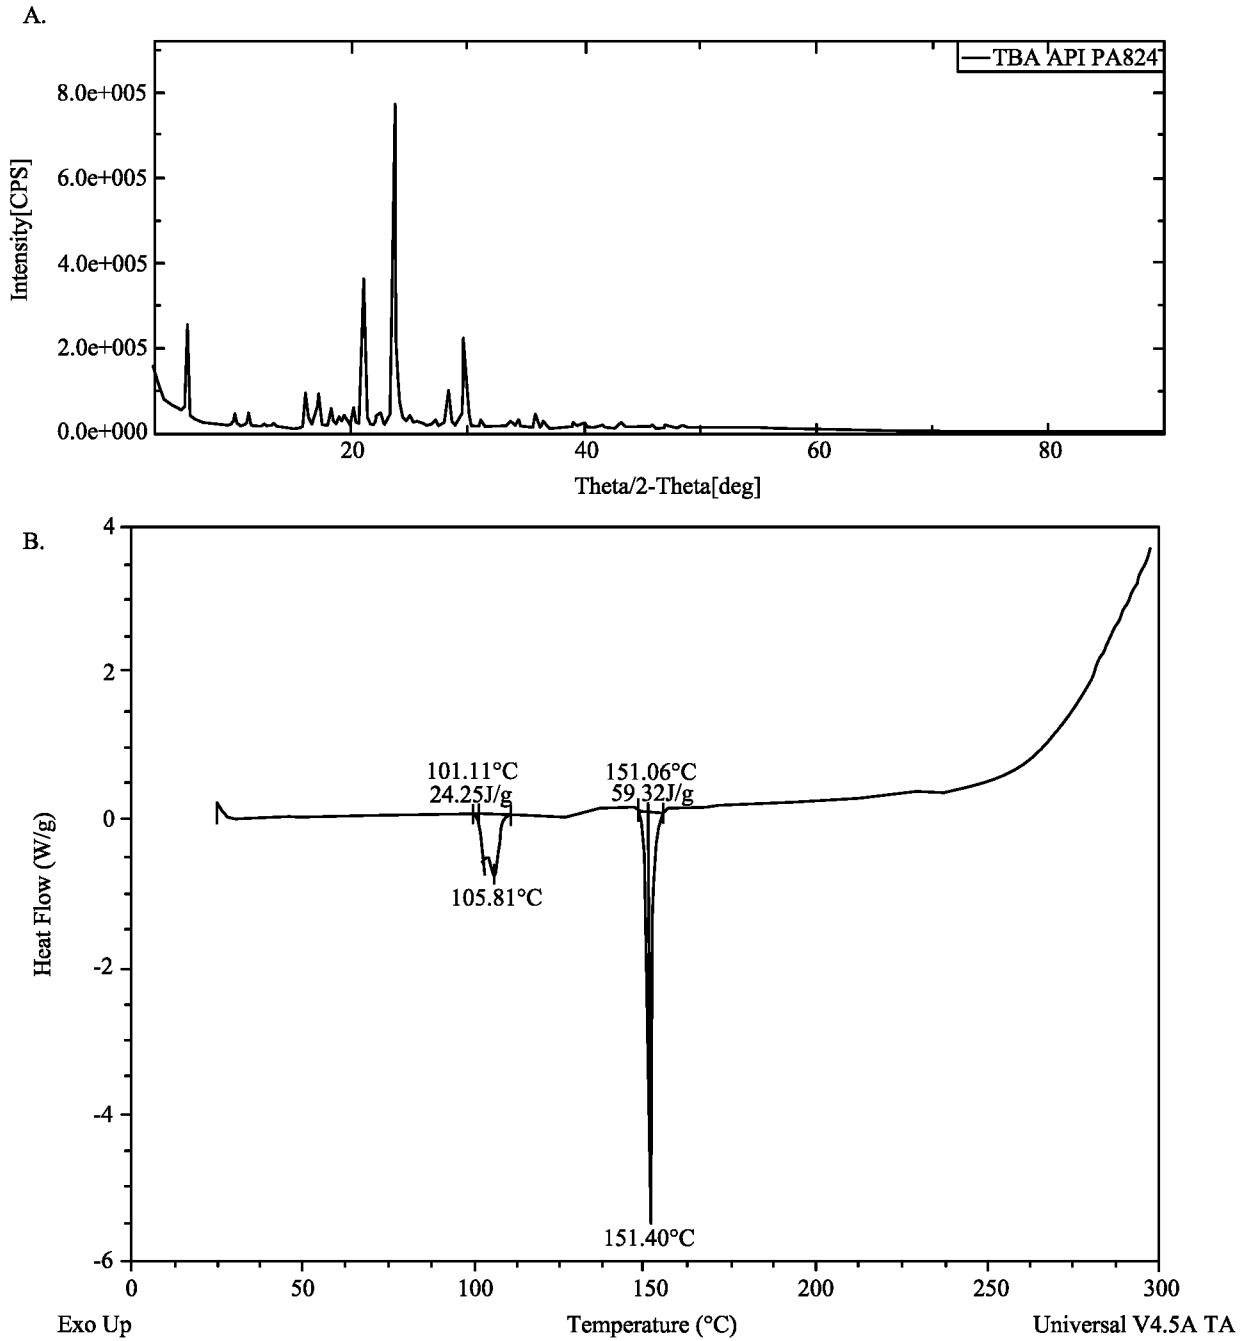 A.
TBA API PA824
8.0e+005
6.0e+005
4.0e+005
2.0e+005
0.0e+000
Intensity[CPS]
20 40 60 80
Theta/2-Theta[deg]
B.
4
2
0
-2
-4
-6
Heat Flow (W/g)
101.11°C
24.25J/g
105.81°C
151.06°C
59.32J/g
151.40°C
0 50 100 150 200 250 300
Exo Up Temperature (°C) Universal V4.5A TA